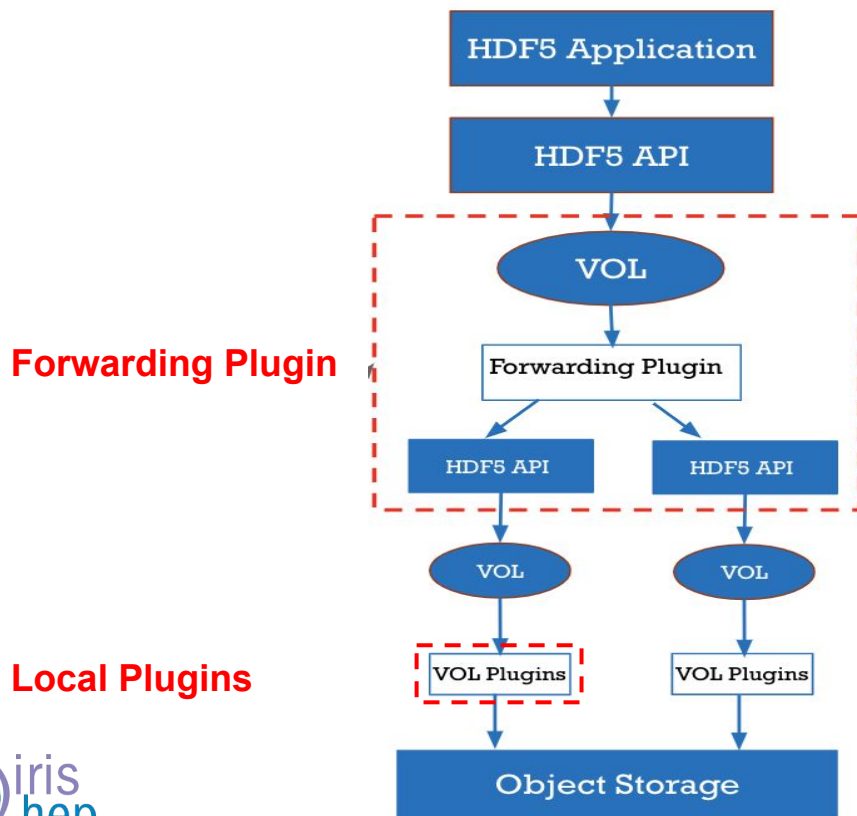 HDF5 Application
HDF5 API
VOL
Forwarding Plugin
Forwarding Plugin
HDF5 API
HDF5 API
VOL
VOL
Local Plugins
VOL Plugins
VOL Plugins
iris
hep
Object Storage